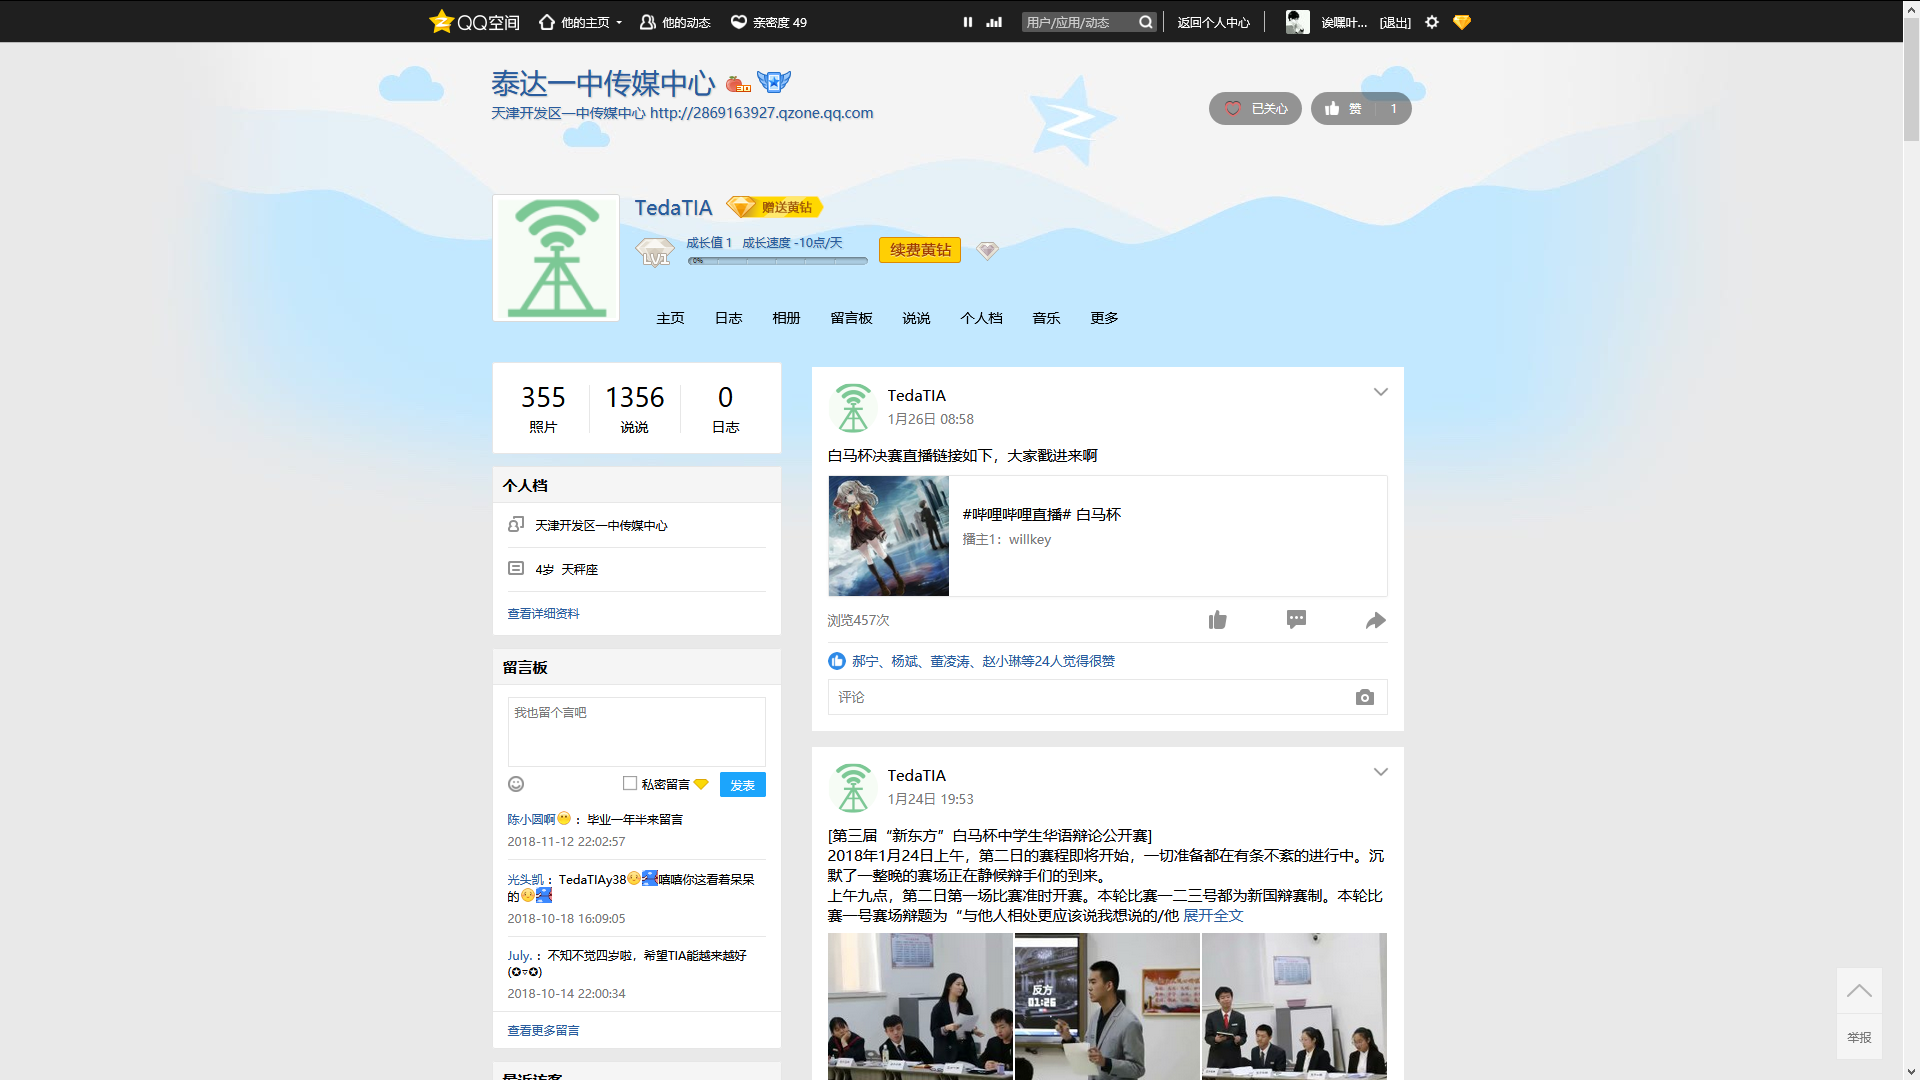 QQ空间 他的主页 他的动态 亲密度 49 用户/应用/动态 返回个人中心 诶嘿叶... [退出]
泰达一中传媒中心
天津开发区一中传媒中心 http://2869163927.qzone.qq.com
已关心 赞 1
TedaTIA 赠送黄钻
LV1 成长值 1 成长速度 -10点/天 续费黄钻
0%
主页 日志 相册 留言板 说说 个人档 音乐 更多
355 1356 0
照片 说说 日志
个人档
天津开发区一中传媒中心
4岁 天秤座
查看详细资料
留言板
我也留个言吧
私密留言 发表
陈小圆啊 ：毕业一年半来留言
2018-11-12 22:02:57
光头凯 ：TedaTIAy38 嘻嘻你这看着呆呆
的
2018-10-18 16:09:05
July. ：不知不觉四岁啦，希望TIA能越来越好
(✪▿✪)
2018-10-14 22:00:34
查看更多留言
最近访客
TedaTIA
1月26日 08:58
白马杯决赛直播链接如下，大家戳进来啊
#哔哩哔哩直播# 白马杯
播主1：willkey
浏览457次
郝宁、杨斌、董凌涛、赵小琳等24人觉得很赞
评论
TedaTIA
1月24日 19:53
[第三届“新东方”白马杯中学生华语辩论公开赛]
2018年1月24日上午，第二日的赛程即将开始，一切准备都在有条不紊的进行中。沉
默了一整晚的赛场正在静候辩手们的到来。
上午九点，第二日第一场比赛准时开赛。本轮比赛一二三号都为新国辩赛制。本轮比
赛一号赛场辩题为“与他人相处更应该说我想说的/他 展开全文
反方
01:26
举报